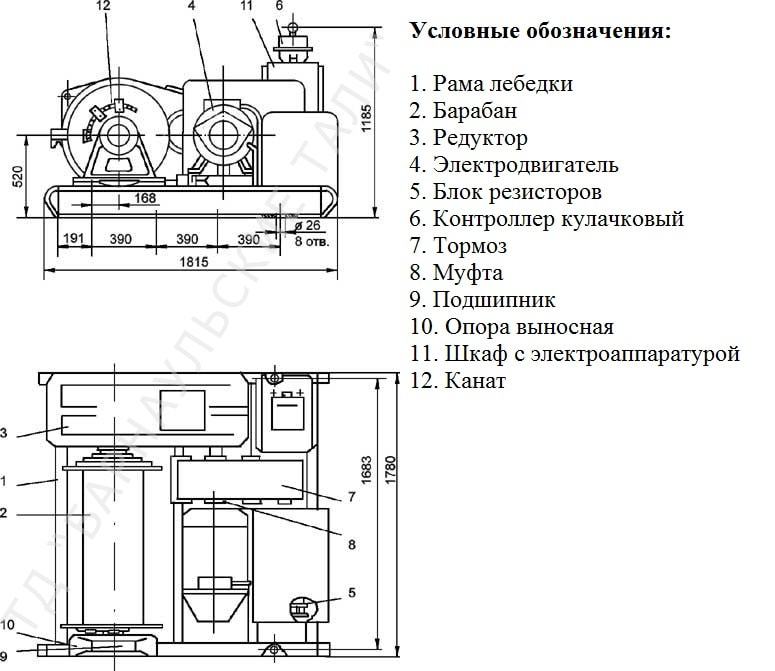 12 4 11 6
Условные обозначения:
1. Рама лебедки
2. Барабан
3. Редуктор
4. Электродвигатель
5. Блок резисторов
6. Контроллер кулачковый
7. Тормоз
8. Муфта
9. Подшипник
10. Опора выносная
11. Шкаф с электроаппаратурой
12. Канат
520
1185
168
191 390 390 390
ø 26
8 отв.
1815
3
1
2
10
9
7
8
5
1683
1780
ТД "БАРНАУЛЬСКИЕ ТАЛИ"